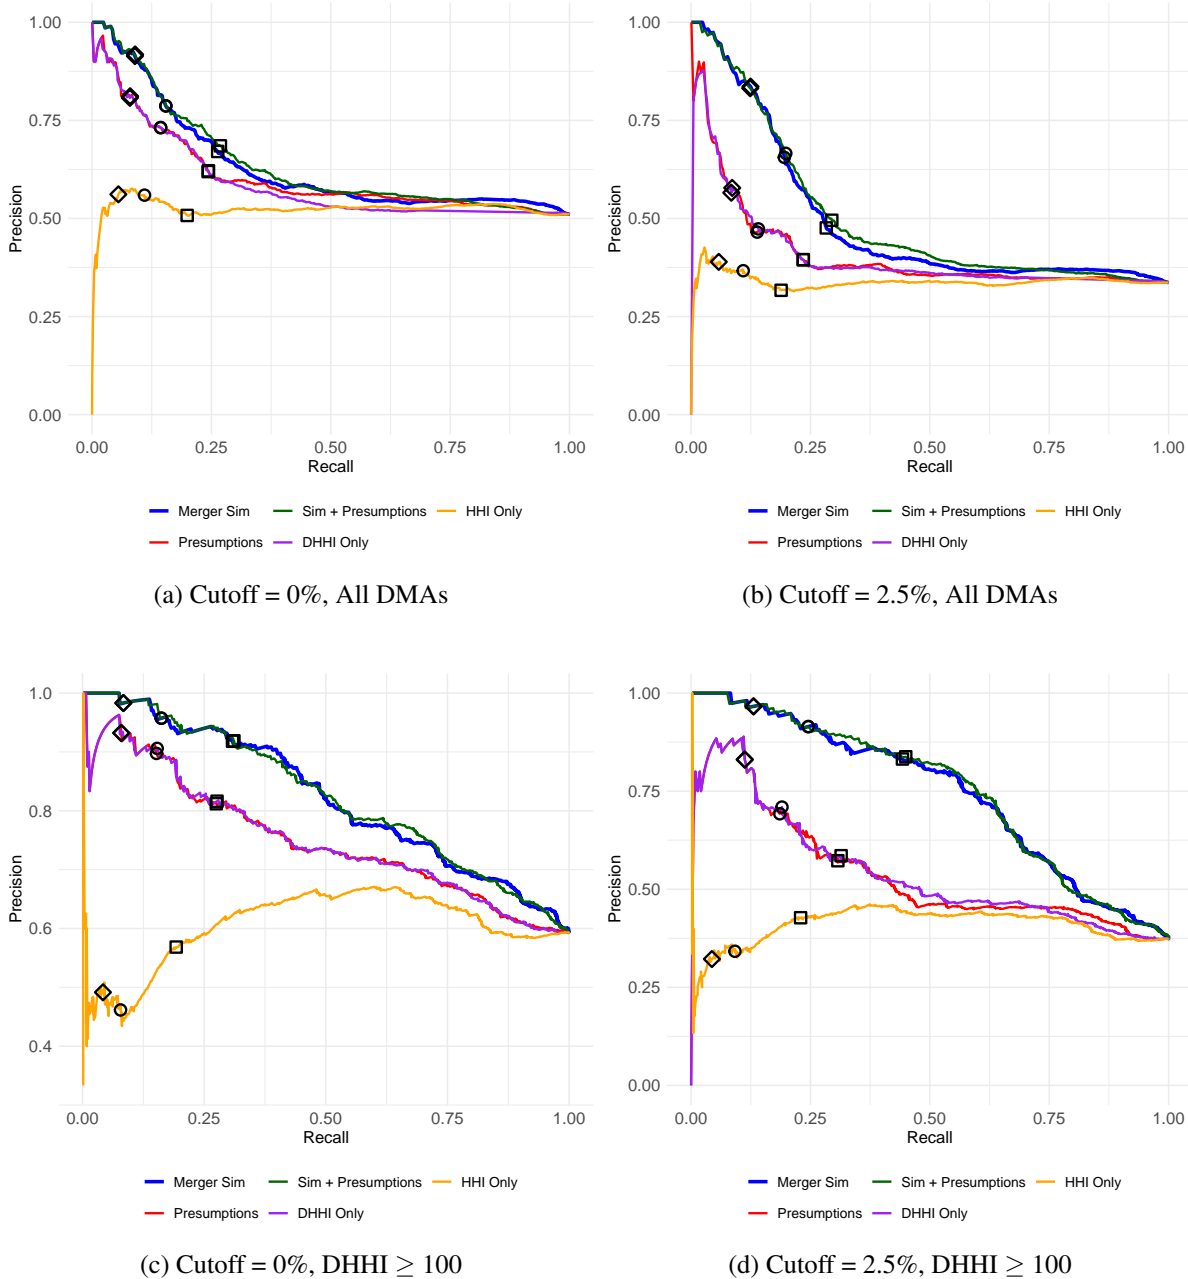 1.00
0.75
0.50
0.25
0.00
Precision
0.00 0.25 0.50 0.75 1.00
Recall
Merger Sim Sim + Presumptions HHI Only
Presumptions DHHI Only
(a) Cutoff = 0%, All DMAs
1.00
0.75
0.50
0.25
0.00
Precision
0.00 0.25 0.50 0.75 1.00
Recall
Merger Sim Sim + Presumptions HHI Only
Presumptions DHHI Only
(b) Cutoff = 2.5%, All DMAs
1.0
0.8
0.6
0.4
Precision
0.00 0.25 0.50 0.75 1.00
Recall
Merger Sim Sim + Presumptions HHI Only
Presumptions DHHI Only
(c) Cutoff = 0%, DHHI ≥ 100
1.00
0.75
0.50
0.25
0.00
Precision
0.00 0.25 0.50 0.75 1.00
Recall
Merger Sim Sim + Presumptions HHI Only
Presumptions DHHI Only
(d) Cutoff = 2.5%, DHHI ≥ 100